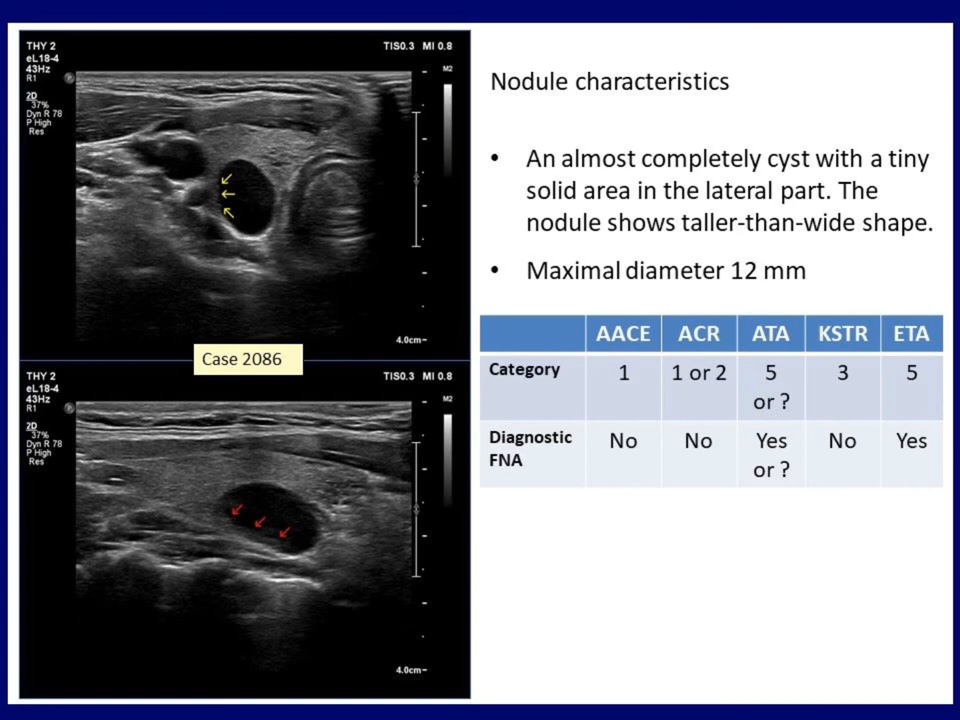 THY 2
eL18-4
43Hz
R1
2D
37%
Dyn R 78
P High
Res
TIS0.3 MI 0.8
M2
4.0cm
Case 2086
THY 2
eL18-4
43Hz
R1
2D
37%
Dyn R 78
P High
Res
TIS0.3 MI 0.8
M2
4.0cm
Nodule characteristics
• An almost completely cyst with a tiny
solid area in the lateral part. The
nodule shows taller-than-wide shape.
• Maximal diameter 12 mm
AACE ACR ATA KSTR ETA
Category 1 1 or 2 5 or ? 3 5
Diagnostic FNA No No Yes or ? No Yes